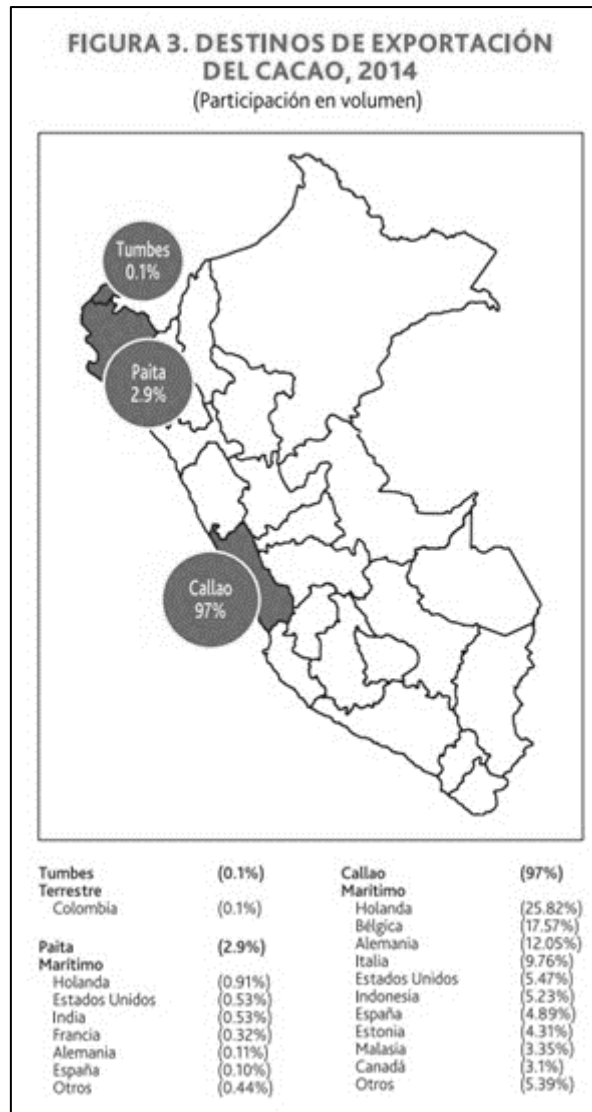 FIGURA 3. DESTINOS DE EXPORTACIÓN
DEL CACAO, 2014
(Participación en volumen)
Tumbes
0.1%
Paita
2.9%
Callao
97%
Tumbes (0.1%)
Terrestre
Colombia (0.1%)
Paita (2.9%)
Marítimo
Holanda (0.91%)
Estados Unidos (0.53%)
India (0.53%)
Francia (0.32%)
Alemania (0.11%)
España (0.10%)
Otros (0.44%)
Callao (97%)
Marítimo
Holanda (25.82%)
Bélgica (17.57%)
Alemania (12.05%)
Italia (9.76%)
Estados Unidos (5.47%)
Indonesia (5.23%)
España (4.89%)
Estonia (4.31%)
Malasia (3.35%)
Canadá (3.1%)
Otros (5.39%)